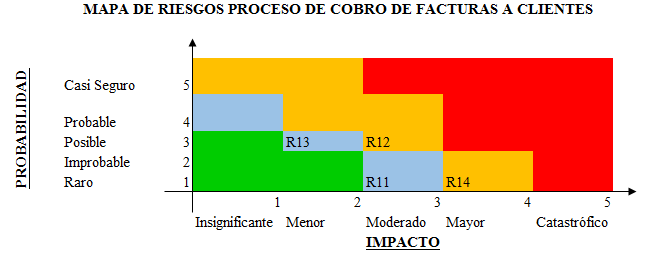 MAPA DE RIESGOS PROCESO DE COBRO DE FACTURAS A CLIENTES
PROBABILIDAD
Casi Seguro 5
Probable 4
Posible 3 R13 R12
Improbable 2
Raro 1 R11 R14
1 2 3 4 5
Insignificante Menor Moderado Mayor Catastrófico
IMPACTO